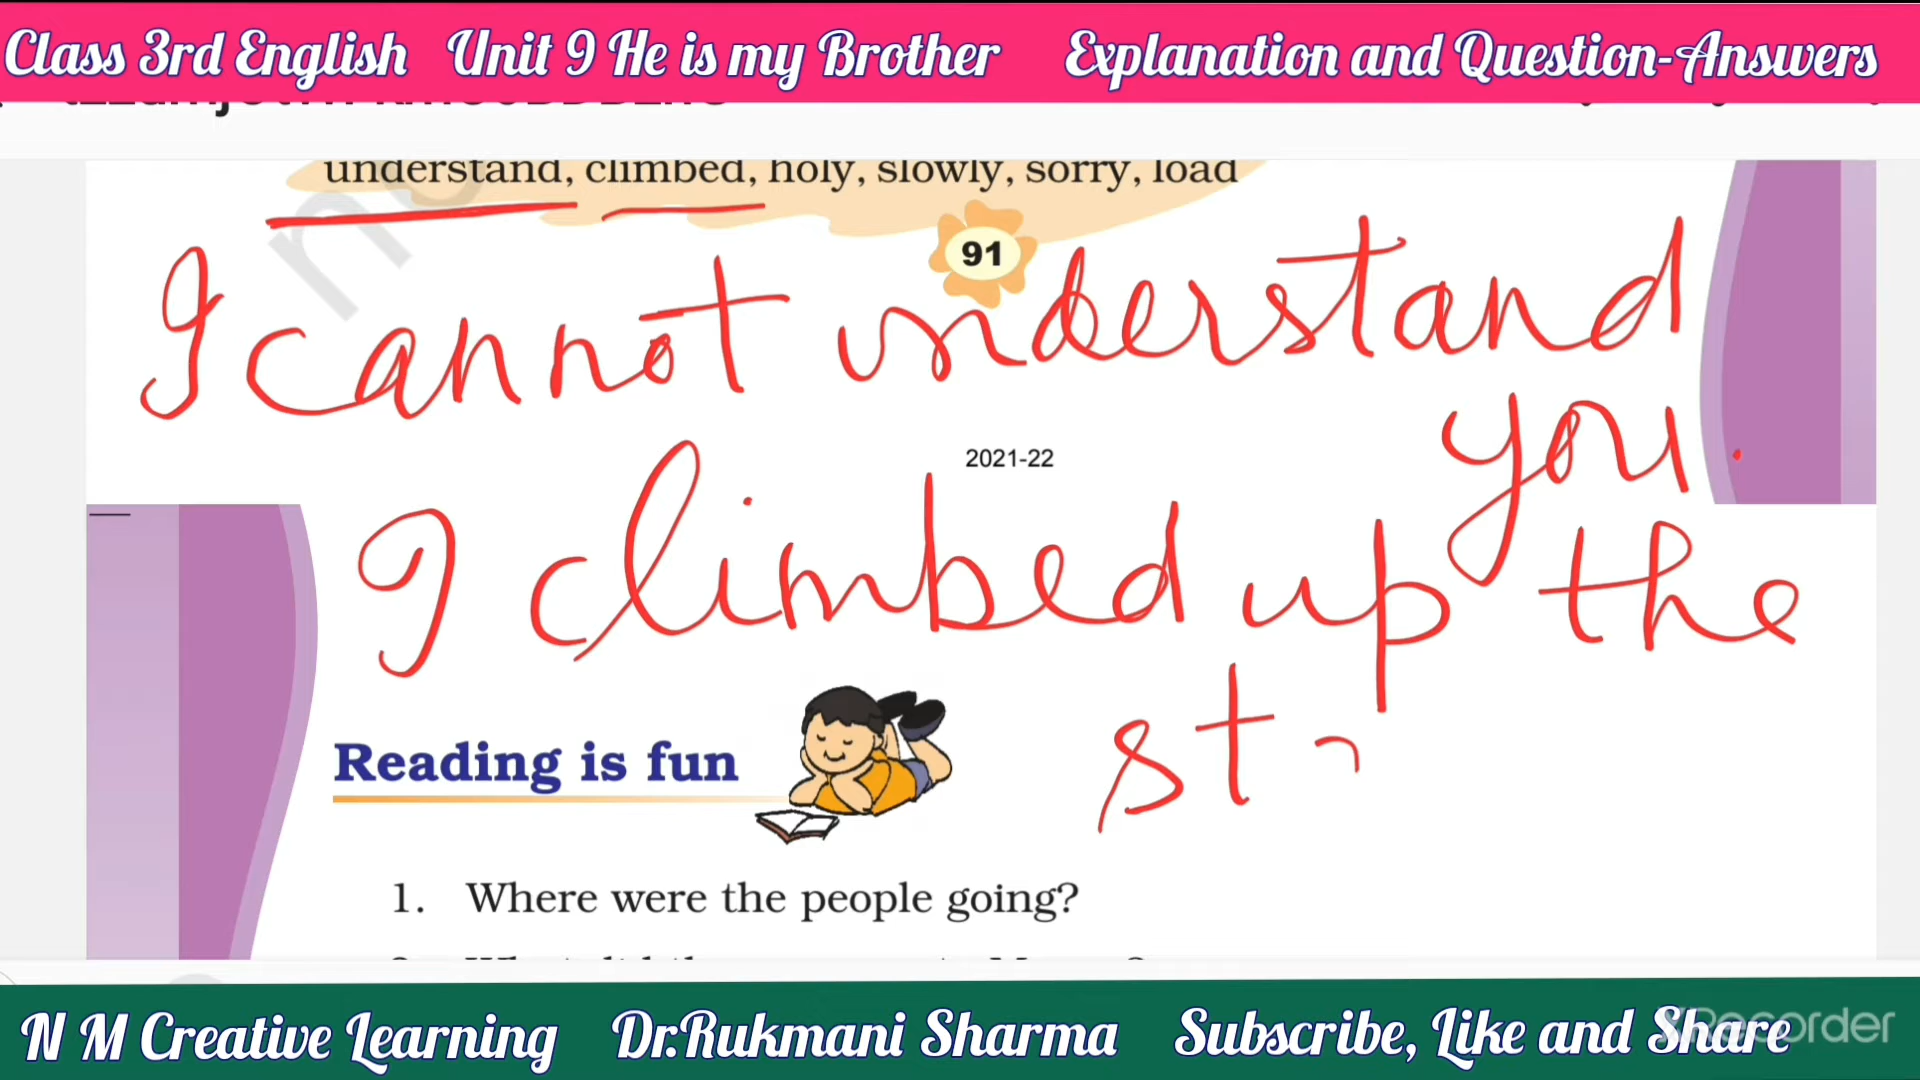 Class 3rd English Unit 9 He is my Brother Explanation and Question-Answers
understand, climbed, holy, slowly, sorry, load
91
I cannot understand
you.
2021-22
I climbed up the
st
Reading is fun
1. Where were the people going?
N M Creative Learning Dr.Rukmani Sharma Subscribe, Like and Share